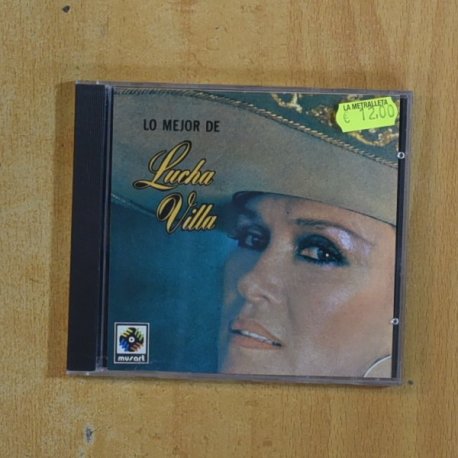 LA METRALLETA
€ 12.00
LO MEJOR DE
Lucha
Villa
musart